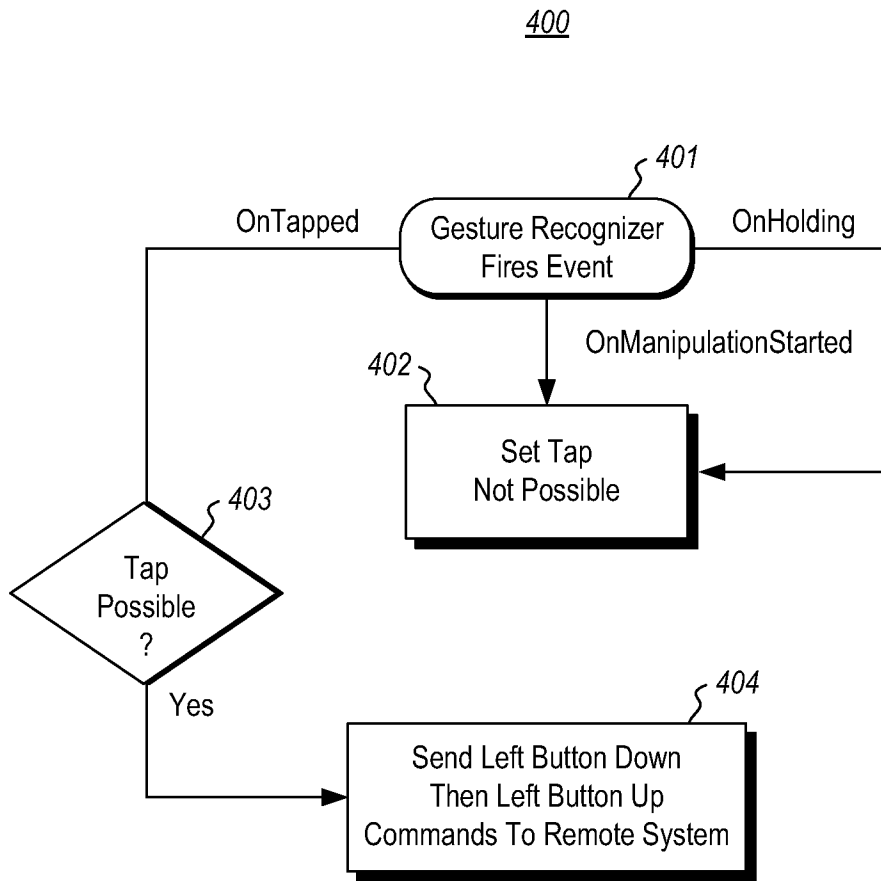 400
401
OnTapped
Gesture Recognizer
Fires Event
OnHolding
OnManipulationStarted
402
Set Tap
Not Possible
403
Tap
Possible
?
Yes
404
Send Left Button Down
Then Left Button Up
Commands To Remote System